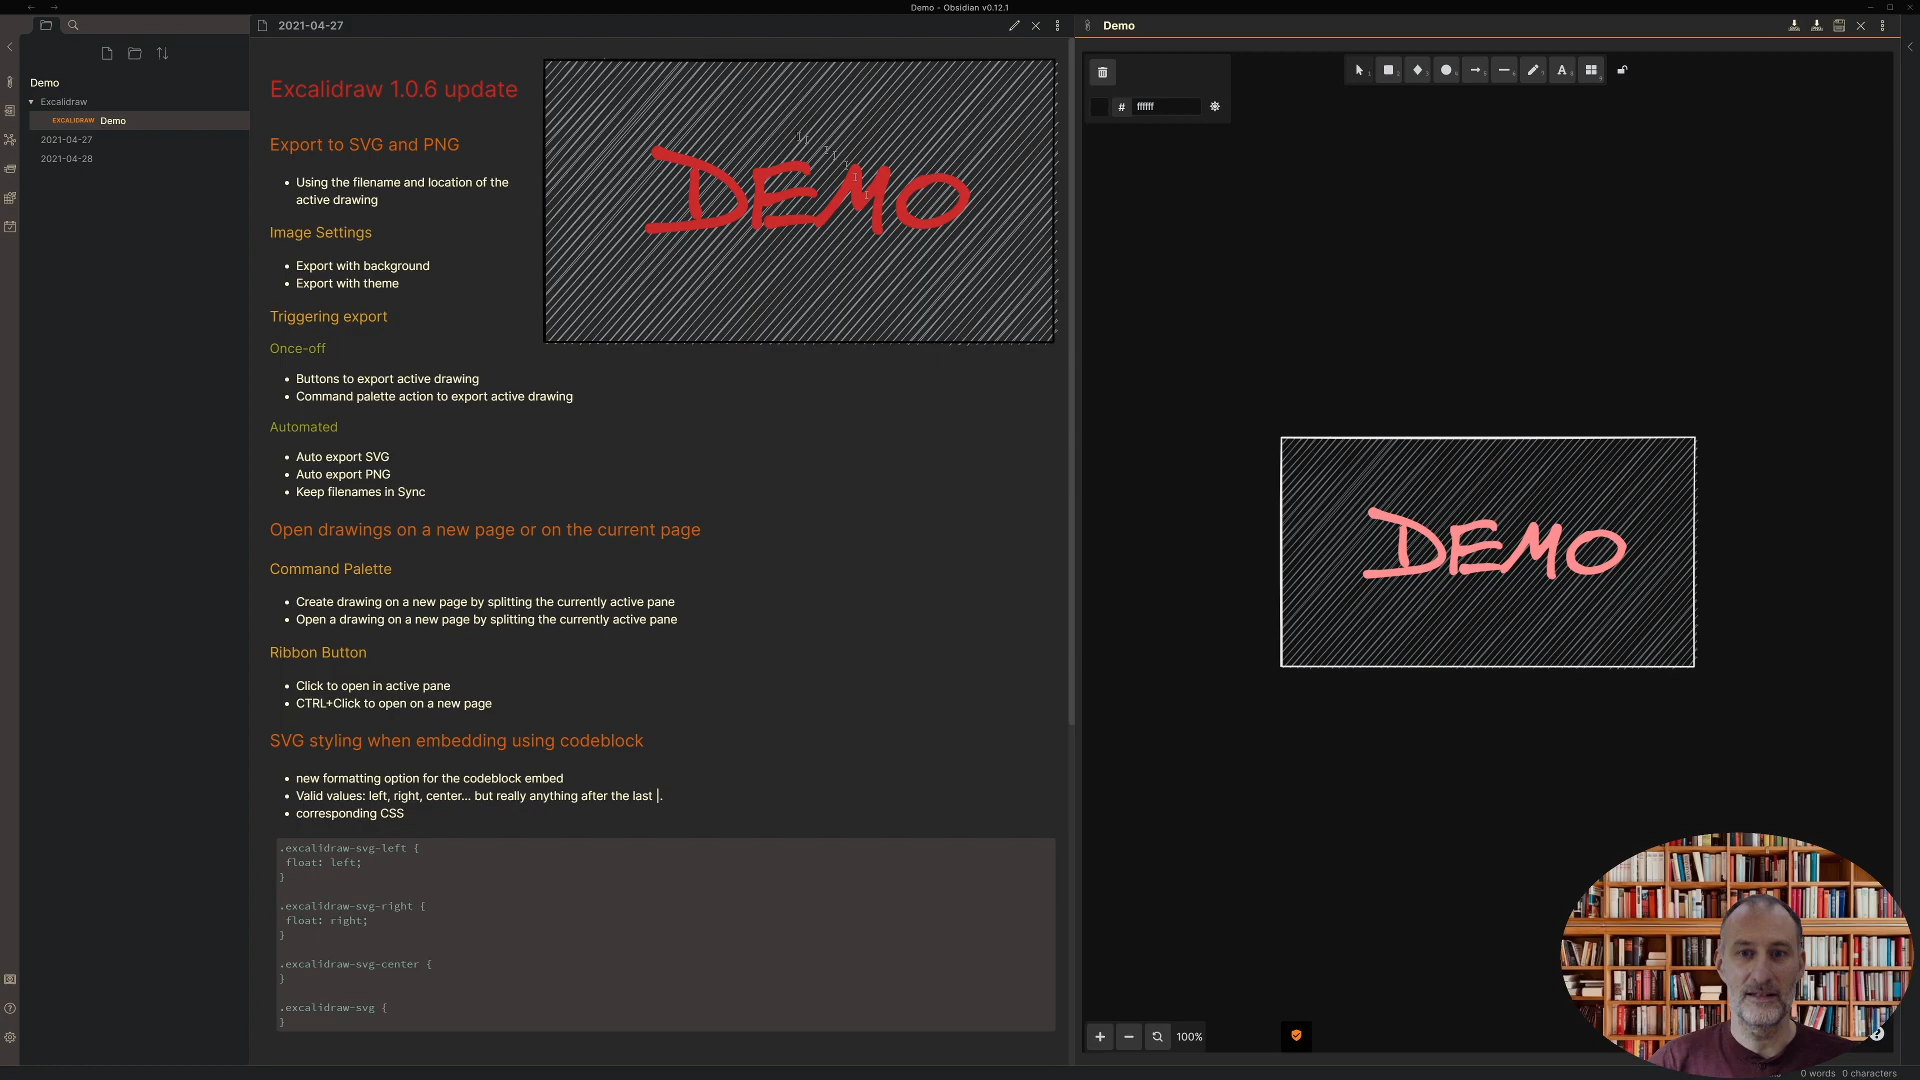 Demo - Obsidian v0.12.1
2021-04-27
Demo
Demo
Excalidraw
EXCALIDRAW Demo
2021-04-27
2021-04-28
Excalidraw 1.0.6 update
Export to SVG and PNG
Using the filename and location of the
active drawing
Image Settings
Export with background
Export with theme
Triggering export
Once-off
Buttons to export active drawing
Command palette action to export active drawing
Automated
Auto export SVG
Auto export PNG
Keep filenames in Sync
Open drawings on a new page or on the current page
Command Palette
Create drawing on a new page by splitting the currently active pane
Open a drawing on a new page by splitting the currently active pane
Ribbon Button
Click to open in active pane
CTRL+Click to open on a new page
SVG styling when embedding using codeblock
new formatting option for the codeblock embed
Valid values: left, right, center... but really anything after the last |.
corresponding CSS
.excalidraw-svg-left {
float: left;
}
.excalidraw-svg-right {
float: right;
}
.excalidraw-svg-center {
}
.excalidraw-svg {
}
DEMO
# ffffff
A
DEMO
100%
0 words 0 characters